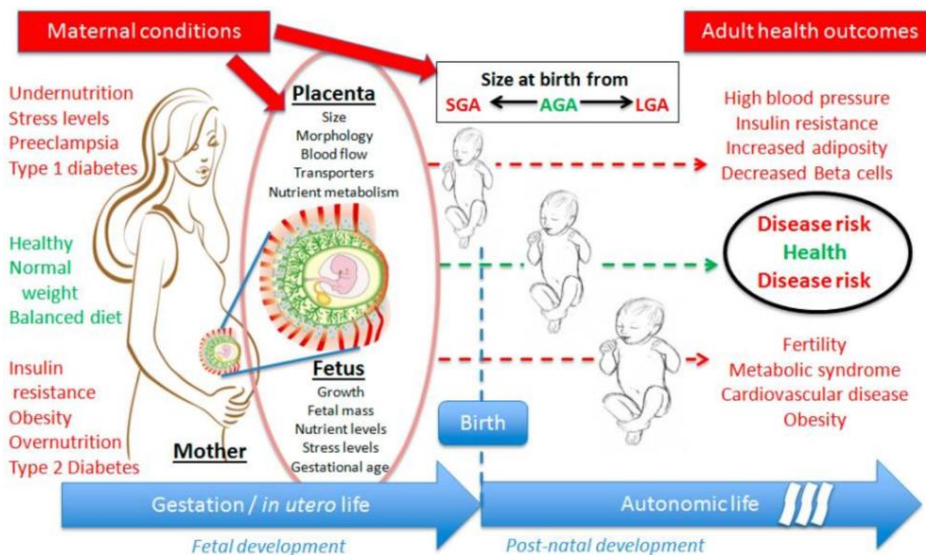 Maternal conditions
Adult health outcomes
Undernutrition
Stress levels
Preeclampsia
Type 1 diabetes
Healthy
Normal
weight
Balanced diet
Insulin
resistance
Obesity
Overnutrition
Type 2 Diabetes
Mother
Placenta
Size
Morphology
Blood flow
Transporters
Nutrient metabolism
Fetus
Growth
Fetal mass
Nutrient levels
Stress levels
Gestational age
Size at birth from
SGA AGA LGA
Birth
High blood pressure
Insulin resistance
Increased adiposity
Decreased Beta cells
Disease risk
Health
Disease risk
Fertility
Metabolic syndrome
Cardiovascular disease
Obesity
Gestation / in utero life
Autonomic life
Fetal development
Post-natal development